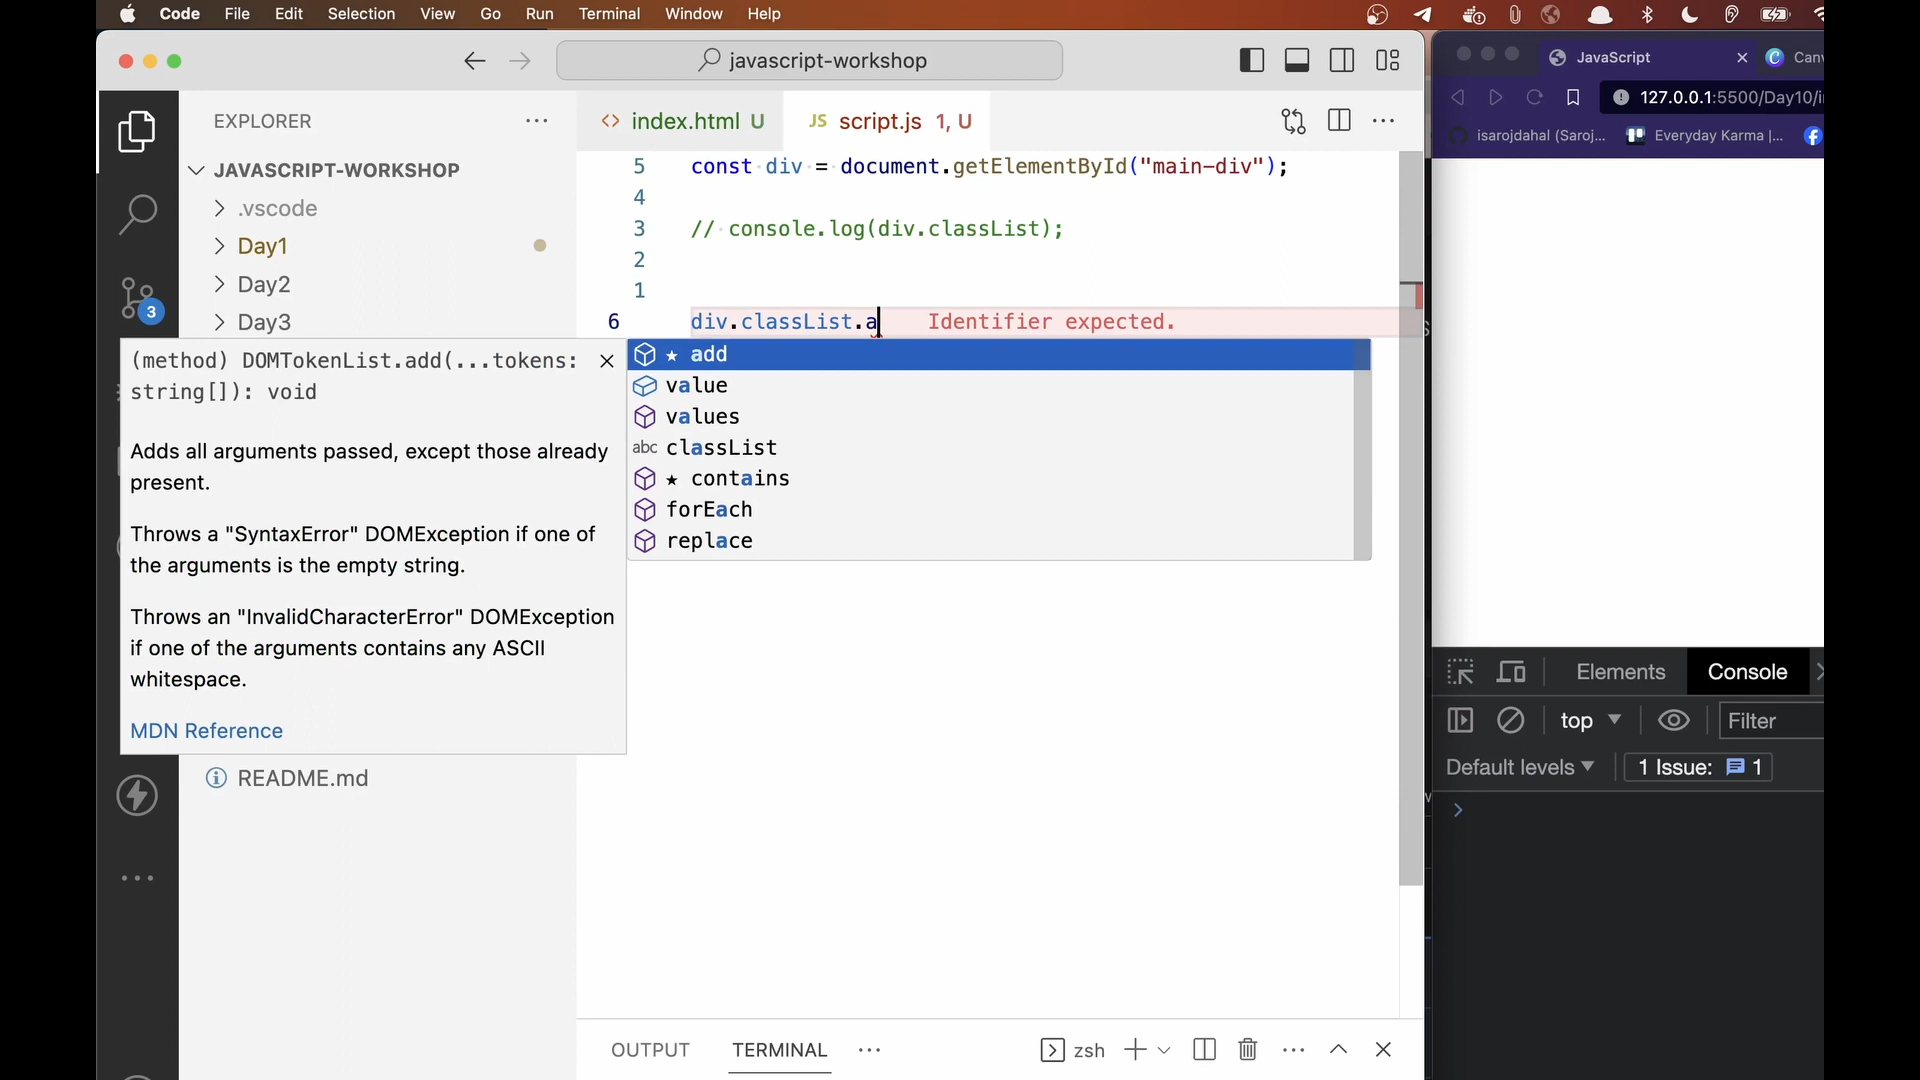 Code File Edit Selection View Go Run Terminal Window Help
javascript-workshop
EXPLORER
JAVASCRIPT-WORKSHOP
.vscode
Day1
Day2
Day3
3
README.md
index.html U
JS script.js 1, U
5 const div = document.getElementById("main-div");
4
3 // console.log(div.classList);
2
1
6 div.classList.a Identifier expected.
(method) DOMTokenList.add(...tokens:
string[]): void
Adds all arguments passed, except those already
present.
Throws a "SyntaxError" DOMException if one of
the arguments is the empty string.
Throws an "InvalidCharacterError" DOMException
if one of the arguments contains any ASCII
whitespace.
MDN Reference
★ add
value
values
abc classList
★ contains
forEach
replace
OUTPUT TERMINAL
zsh
JavaScript
127.0.0.1:5500/Day10/
isarojdahal (Saroj... Everyday Karma |...
Elements Console
top Filter
Default levels 1 Issue: 1